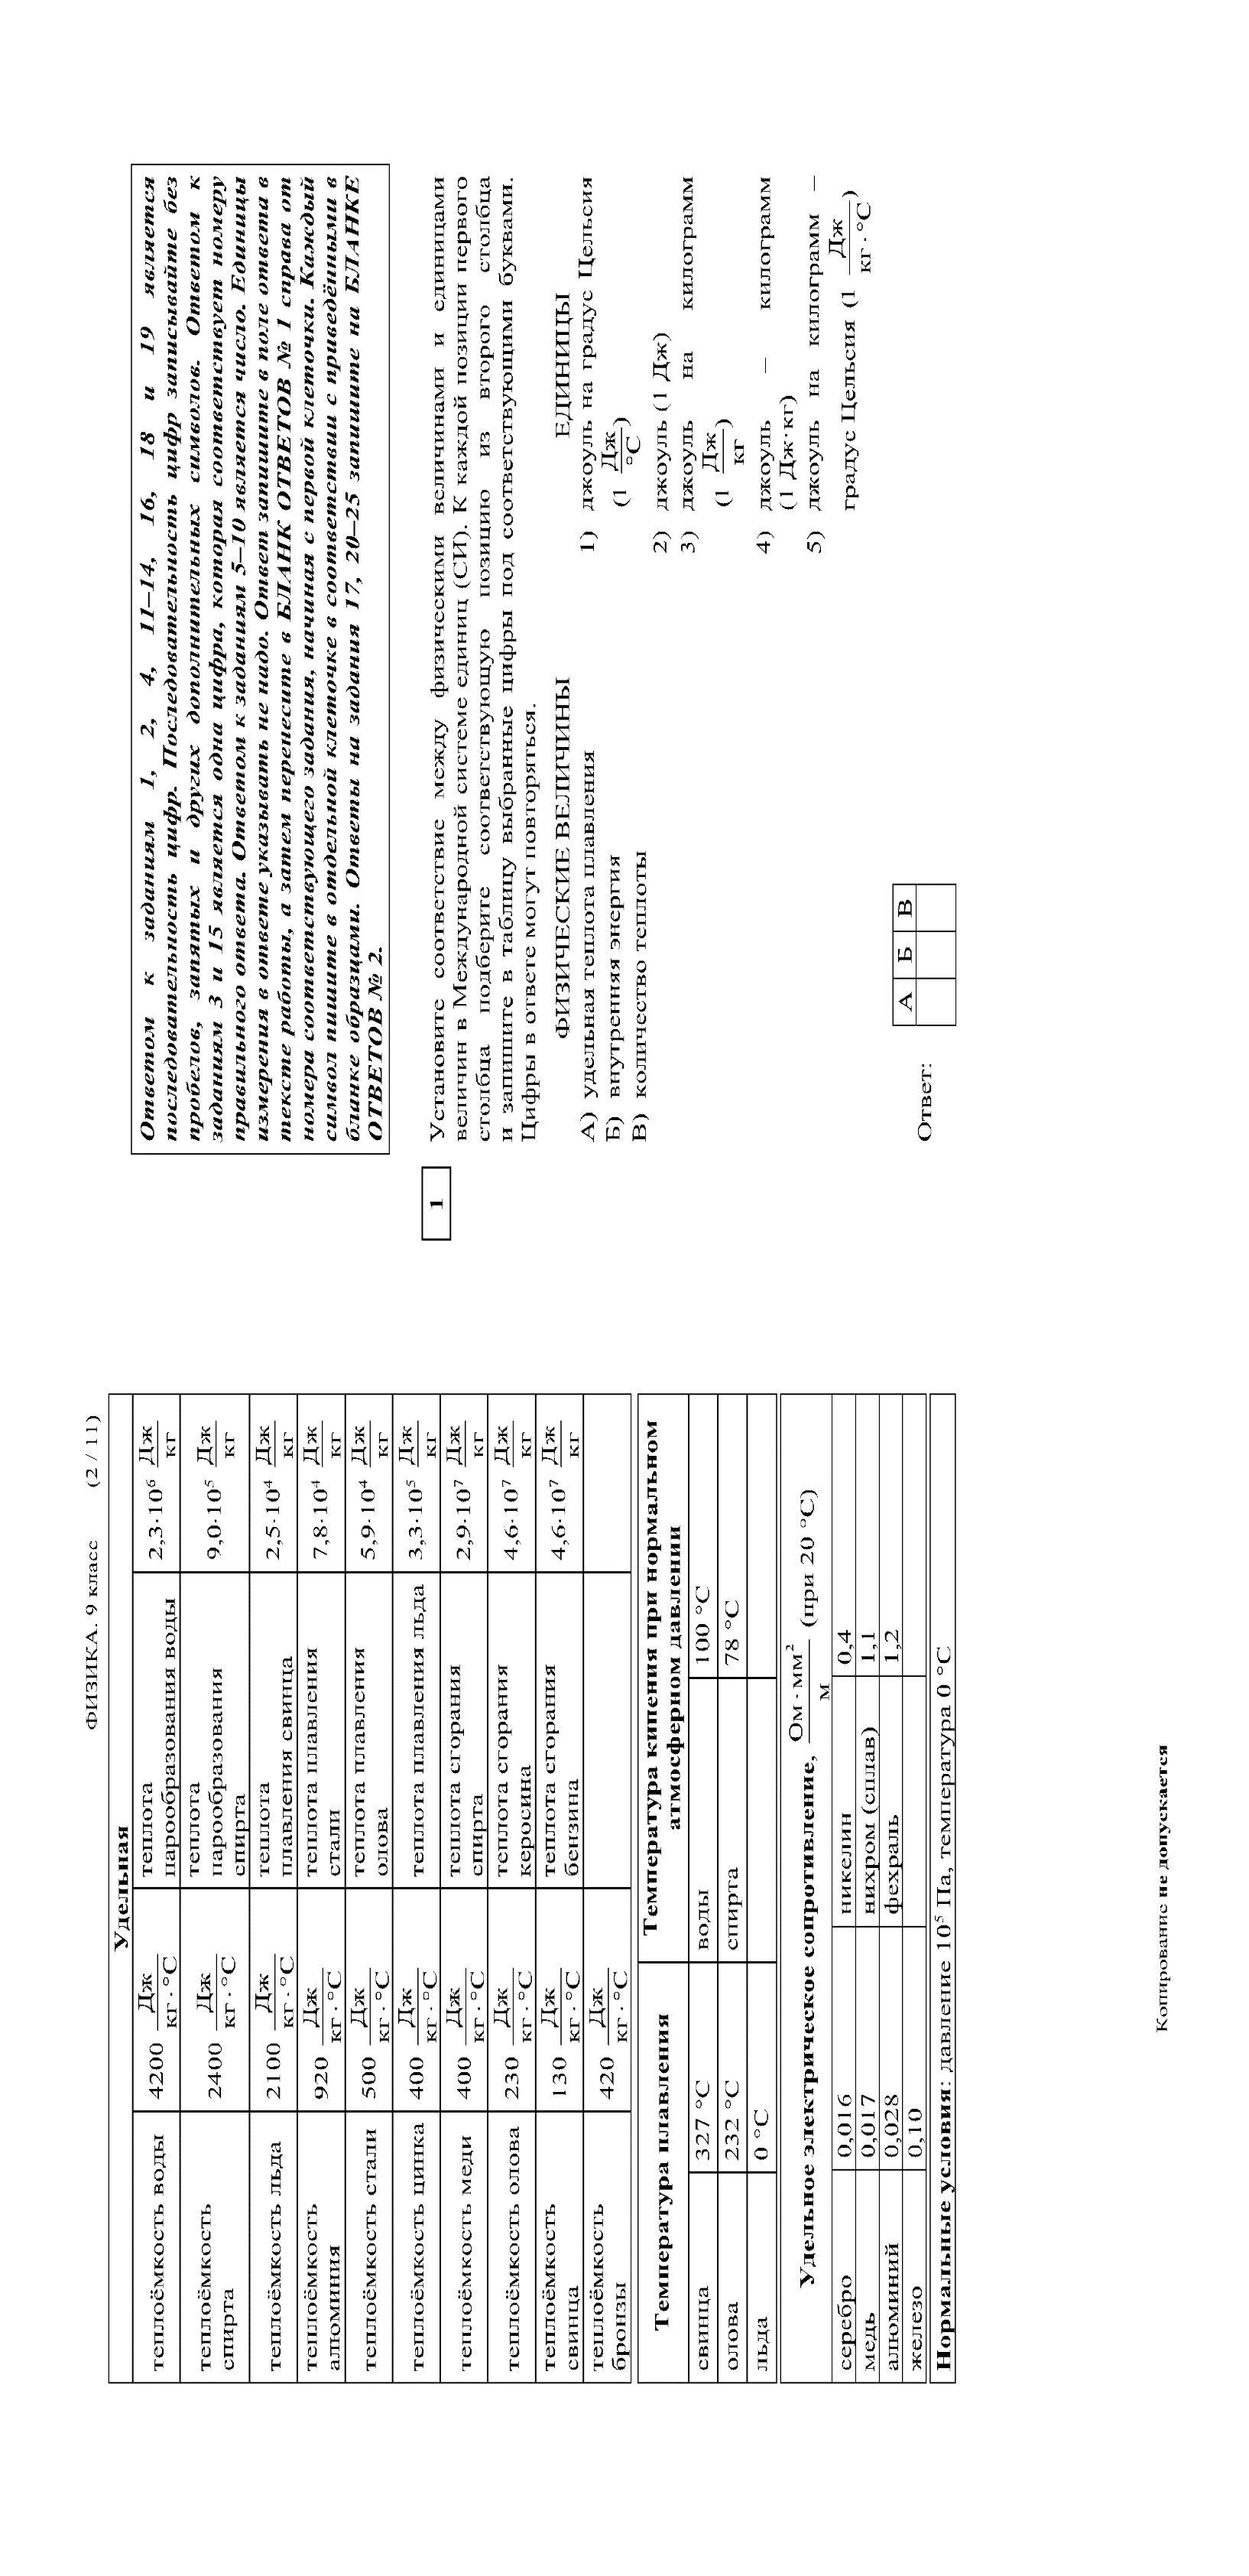 ФИЗИКА. 9 класс (2 / 11)
Удельная
теплоёмкость воды 4200 Дж/кг·°С теплота парообразования воды 2,3·10⁶ Дж/кг
теплоёмкость спирта 2400 Дж/кг·°С теплота парообразования спирта 9,0·10⁵ Дж/кг
теплоёмкость льда 2100 Дж/кг·°С теплота плавления свинца 2,5·10⁴ Дж/кг
теплоёмкость алюминия 920 Дж/кг·°С теплота плавления стали 7,8·10⁴ Дж/кг
теплоёмкость стали 500 Дж/кг·°С теплота плавления олова 5,9·10⁴ Дж/кг
теплоёмкость цинка 400 Дж/кг·°С теплота плавления льда 3,3·10⁵ Дж/кг
теплоёмкость меди 400 Дж/кг·°С теплота сгорания спирта 2,9·10⁷ Дж/кг
теплоёмкость олова 230 Дж/кг·°С теплота сгорания керосина 4,6·10⁷ Дж/кг
теплоёмкость свинца 130 Дж/кг·°С теплота сгорания бензина 4,6·10⁷ Дж/кг
теплоёмкость бронзы 420 Дж/кг·°С
Температура плавления Температура кипения при нормальном атмосферном давлении
свинца 327 °С воды 100 °С
олова 232 °С спирта 78 °С
льда 0 °С
Удельное электрическое сопротивление, Ом·мм²/м (при 20 °С)
серебро 0,016 никелин 0,4
медь 0,017 нихром (сплав) 1,1
алюминий 0,028 фехраль 1,2
железо 0,10
Нормальные условия: давление 10⁵ Па, температура 0 °С
Ответом к заданиям 1, 2, 4, 11–14, 16, 18 и 19 является
последовательность цифр. Последовательность цифр записывайте без
пробелов, запятых и других дополнительных символов. Ответом к
заданиям 3 и 15 является одна цифра, которая соответствует номеру
правильного ответа. Ответом к заданиям 5–10 является число. Единицы
измерения в ответе указывать не надо. Ответ запишите в поле ответа в
тексте работы, а затем перенесите в БЛАНК ОТВЕТОВ № 1 справа от
номера соответствующего задания, начиная с первой клеточки. Каждый
символ пишите в отдельной клеточке в соответствии с приведёнными в
бланке образцами. Ответы на задания 17, 20–25 запишите на БЛАНКЕ
ОТВЕТОВ № 2.
1
Установите соответствие между физическими величинами и единицами
величин в Международной системе единиц (СИ). К каждой позиции первого
столбца подберите соответствующую позицию из второго столбца
и запишите в таблицу выбранные цифры под соответствующими буквами.
Цифры в ответе могут повторяться.
ФИЗИЧЕСКИЕ ВЕЛИЧИНЫ
А) удельная теплота плавления
Б) внутренняя энергия
В) количество теплоты
ЕДИНИЦЫ
1) джоуль на градус Цельсия
(1 Дж/°С)
2) джоуль (1 Дж)
3) джоуль на килограмм
(1 Дж/кг)
4) джоуль – килограмм
(1 Дж·кг)
5) джоуль на килограмм –
градус Цельсия (1 Дж/кг·°С)
Ответ:
А Б В
Копирование не допускается